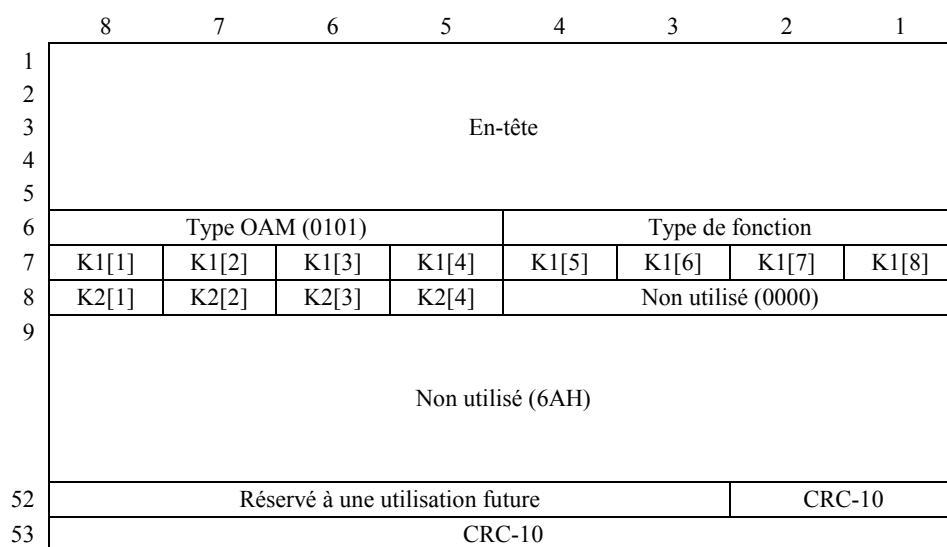 8 7 6 5 4 3 2 1
1
2
3 En-tête
4
5
6 Type OAM (0101) Type de fonction
7 K1[1] K1[2] K1[3] K1[4] K1[5] K1[6] K1[7] K1[8]
8 K2[1] K2[2] K2[3] K2[4] Non utilisé (0000)
9
Non utilisé (6AH)
52 Réservé à une utilisation future CRC-10
53 CRC-10